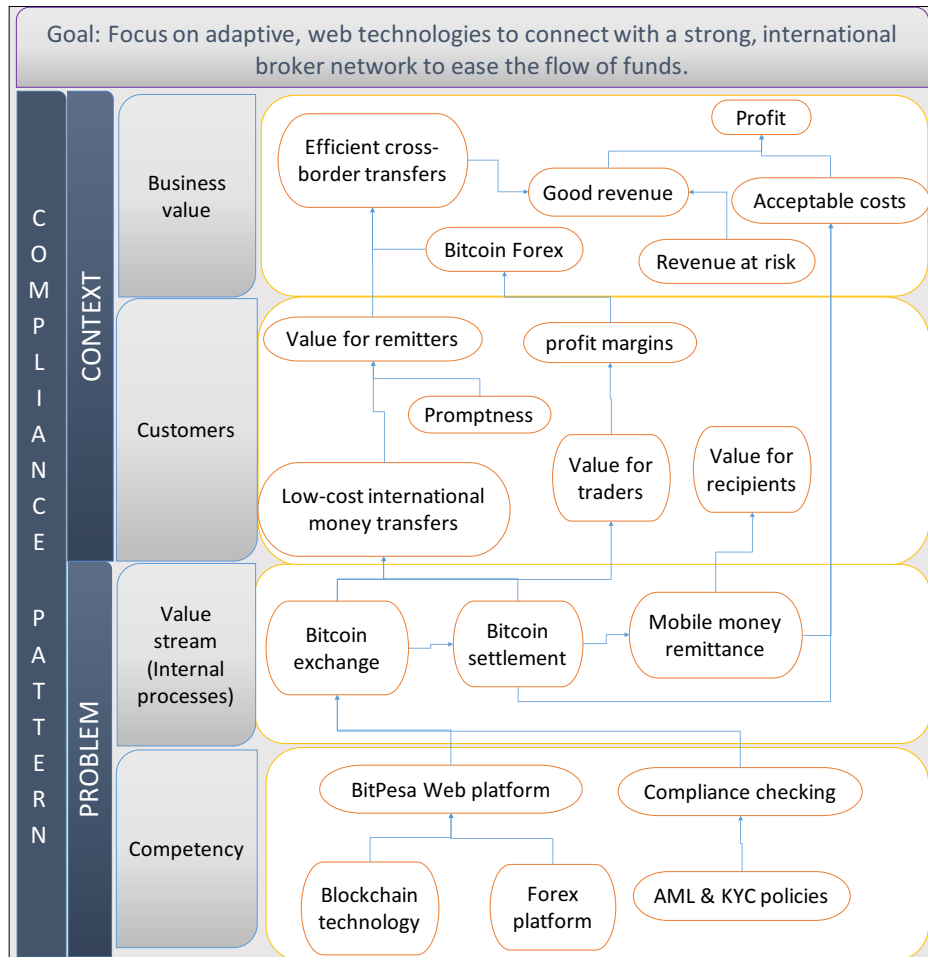 Goal: Focus on adaptive, web technologies to connect with a strong, international
broker network to ease the flow of funds.
COMPLIANCE PATTERN
CONTEXT
PROBLEM
Business
value
Efficient cross-
border transfers
Profit
Good revenue
Acceptable costs
Bitcoin Forex
Revenue at risk
Customers
Value for remitters
profit margins
Promptness
Value for
traders
Value for
recipients
Low-cost international
money transfers
Value
stream
(Internal
processes)
Bitcoin
exchange
Bitcoin
settlement
Mobile money
remittance
Competency
BitPesa Web platform
Compliance checking
Blockchain
technology
Forex
platform
AML & KYC policies